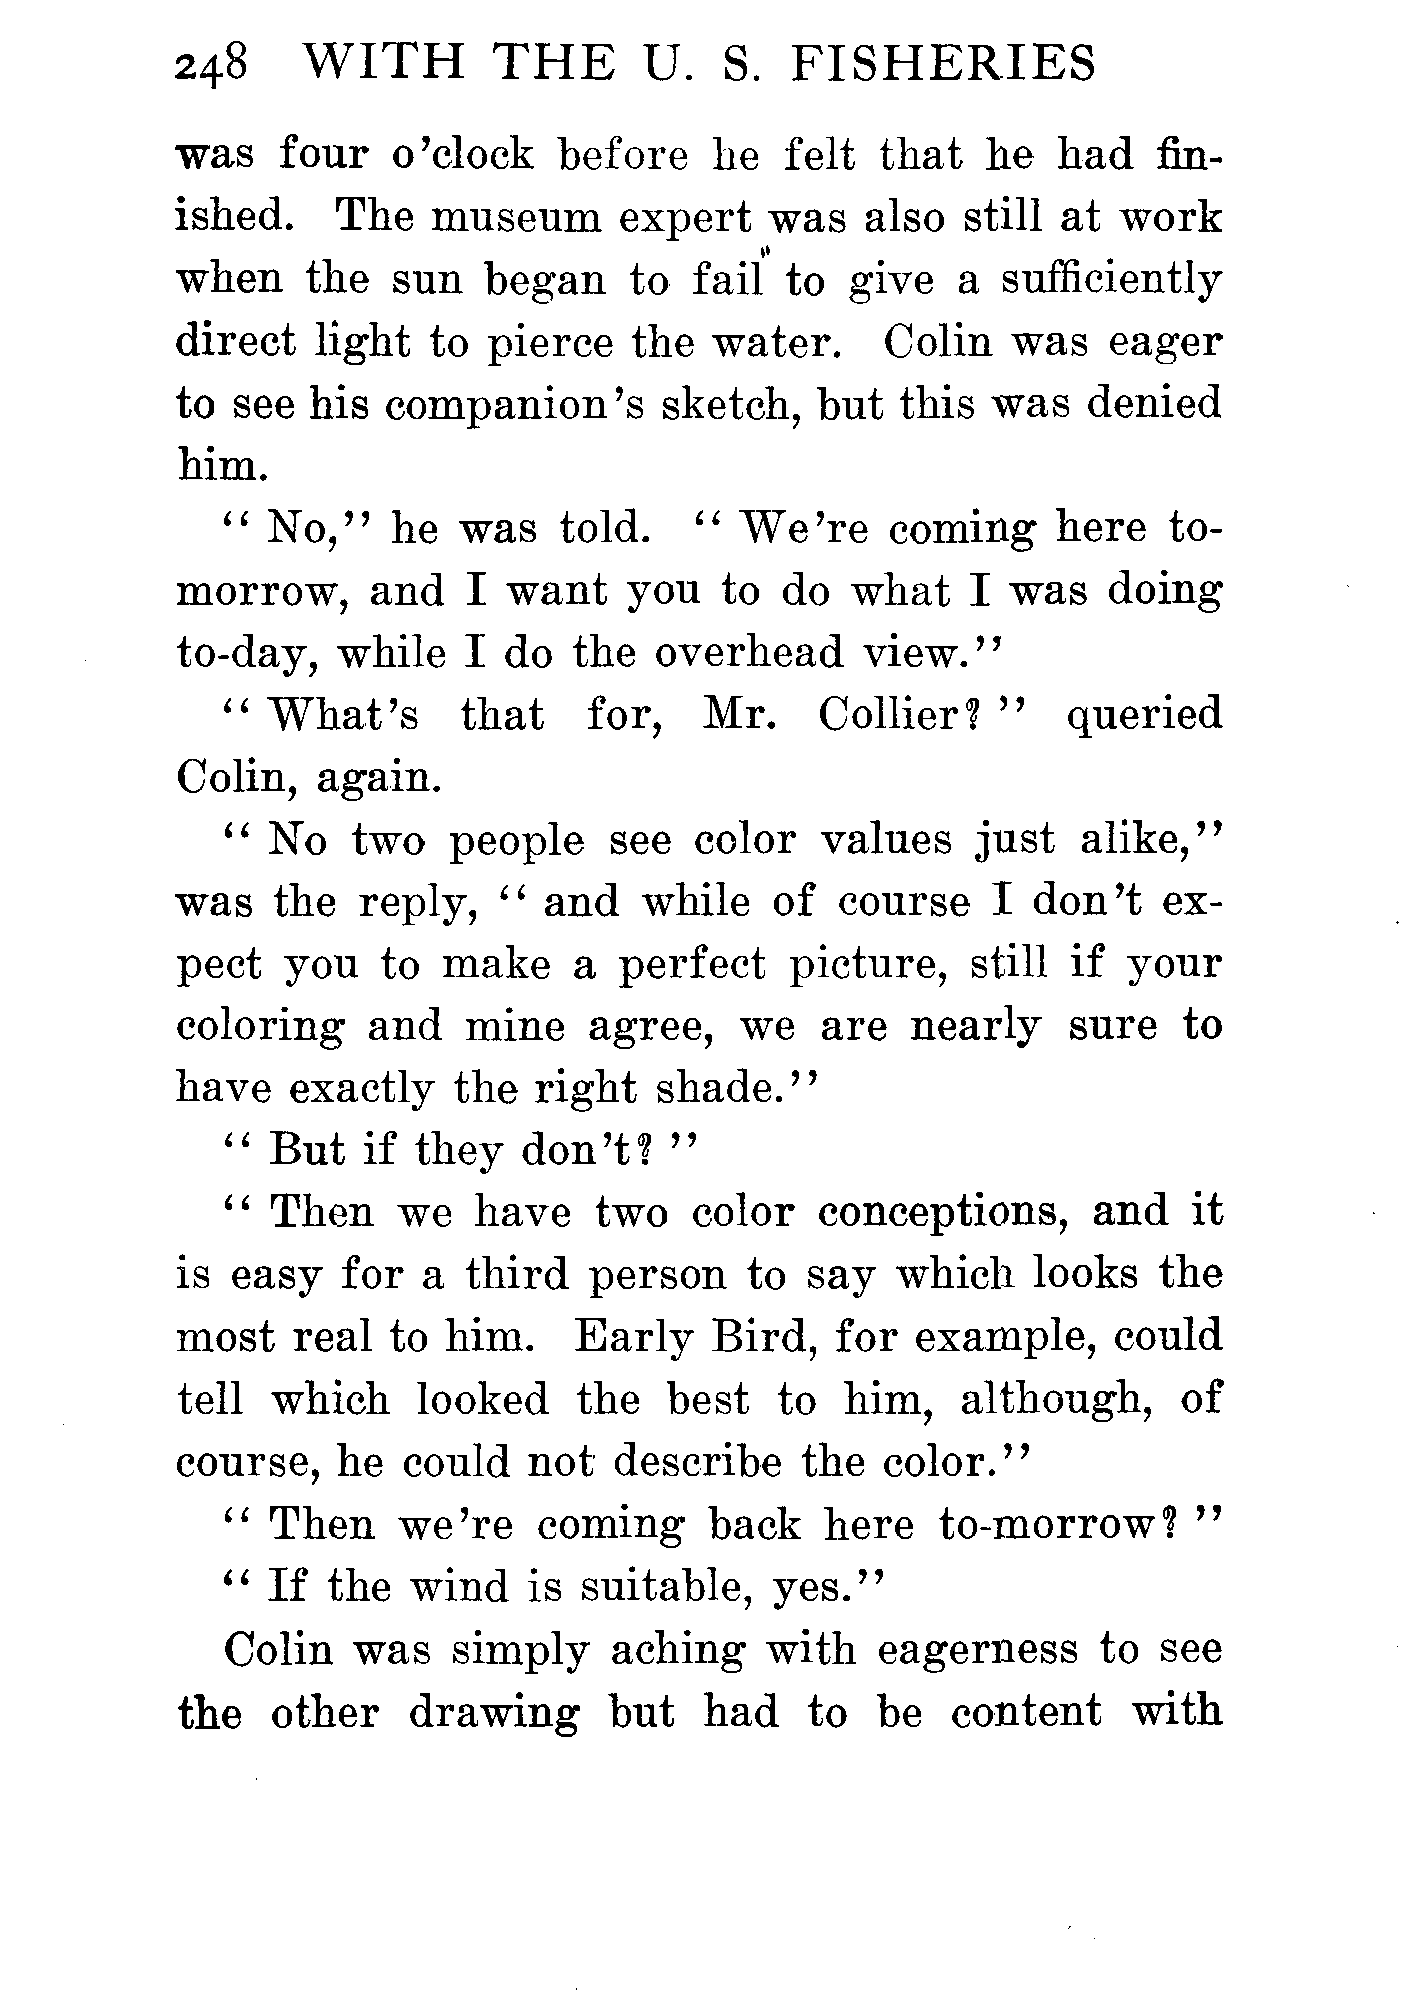 248 WITH THE U. S. FISHERIES
was four o'clock before he felt that he had fin-
ished. The museum expert was also still at work
when the sun began to fail to give a sufficiently
direct light to pierce the water. Colin was eager
to see his companion's sketch, but this was denied
him.
“ No,” he was told. “ We're coming here to-
morrow, and I want you to do what I was doing
to-day, while I do the overhead view.”
“ What's that for, Mr. Collier? ” queried
Colin, again.
“ No two people see color values just alike,”
was the reply, “ and while of course I don't ex-
pect you to make a perfect picture, still if your
coloring and mine agree, we are nearly sure to
have exactly the right shade.”
“ But if they don't? ”
“ Then we have two color conceptions, and it
is easy for a third person to say which looks the
most real to him. Early Bird, for example, could
tell which looked the best to him, although, of
course, he could not describe the color.”
“ Then we're coming back here to-morrow? ”
“ If the wind is suitable, yes.”
Colin was simply aching with eagerness to see
the other drawing but had to be content with